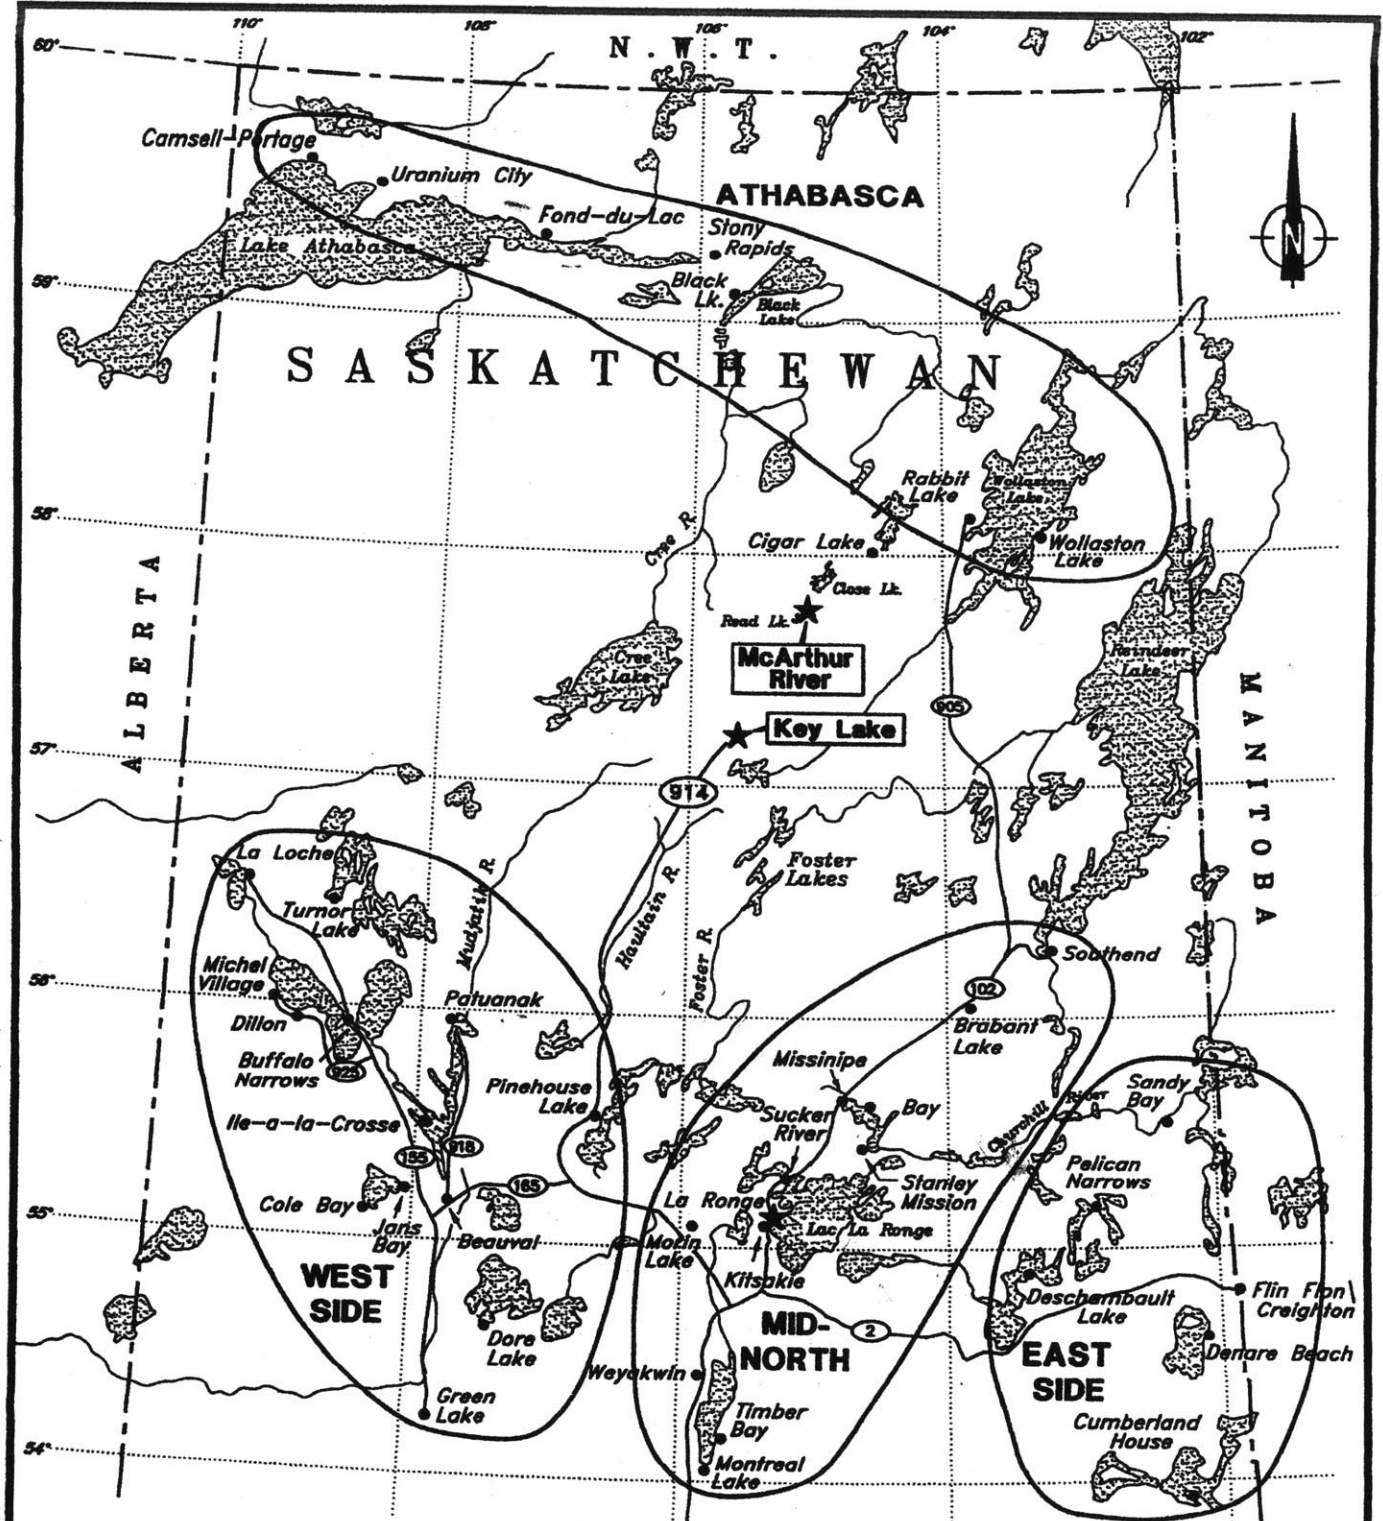 110°
108°
106°
104°
102°
60°
N.W.T.
Camsell-Portage
Uranium City
ATHABASCA
Fond-du-Lac
Stony
Rapids
Lake Athabasca
59°
Black
Lk.
Black
Lake
SASKATCHEWAN
N
Rabbit
Lake
Wollaston
Lake
58°
Cree R.
Cigar Lake
Wollaston
Lake
Close Lk.
Read Lk.
McArthur
River
Cree
Lake
Reindeer
Lake
ALBERTA
MANITOBA
905
Key Lake
57°
914
La Loche
Foster
Lakes
Turnor
Lake
Mudjatik R.
Haultain R.
Foster R.
Southend
Michel
Village
56°
Patuanak
102
Dillon
Brabant
Lake
Buffalo
Narrows
925
Missinipe
Pinehouse
Lake
Sandy
Bay
Sucker
River
Bay
Churchill River
Ile-a-la-Crosse
918
155
Pelican
Narrows
165
La Ronge
Stanley
Mission
Cole Bay
Jans
Bay
55°
Beauval
Morin
Lake
Lac La Ronge
Kitsakie
WEST
SIDE
Deschambault
Lake
Flin Flon\
Creighton
MID-
NORTH
2
Dore
Lake
Denare Beach
EAST
SIDE
Weyakwin
Green
Lake
Timber
Bay
Cumberland
House
54°
Montreal
Lake